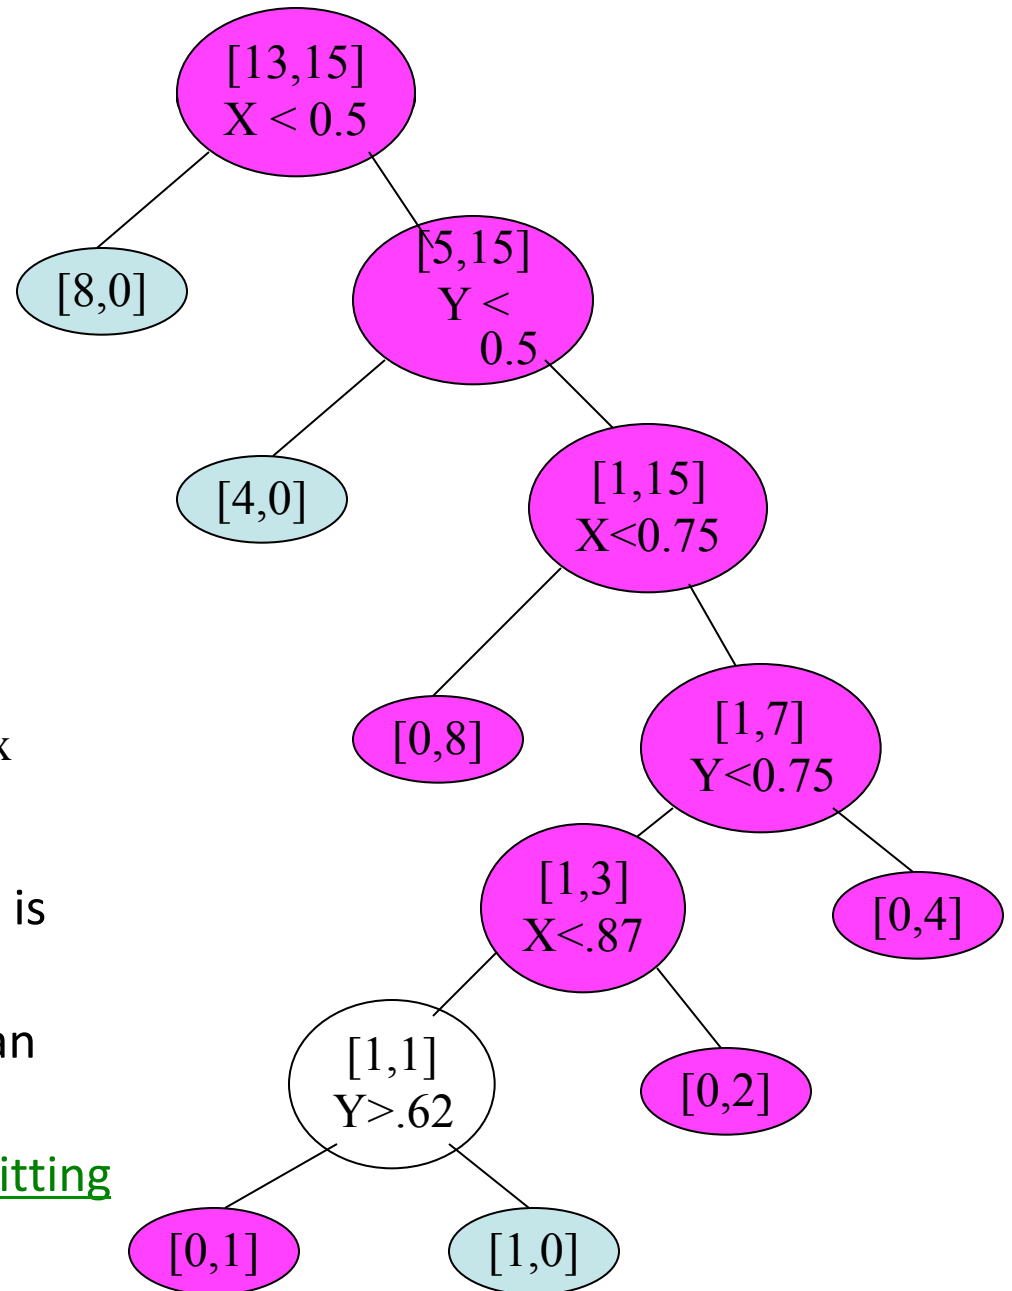 [13,15]
X < 0.5
[8,0]
[5,15]
Y <
0.5
[4,0]
[1,15]
X<0.75
[0,8]
[1,7]
Y<0.75
x
[1,3]
X<.87
[0,4]
is
an
[1,1]
Y>.62
[0,2]
itting
[0,1]
[1,0]